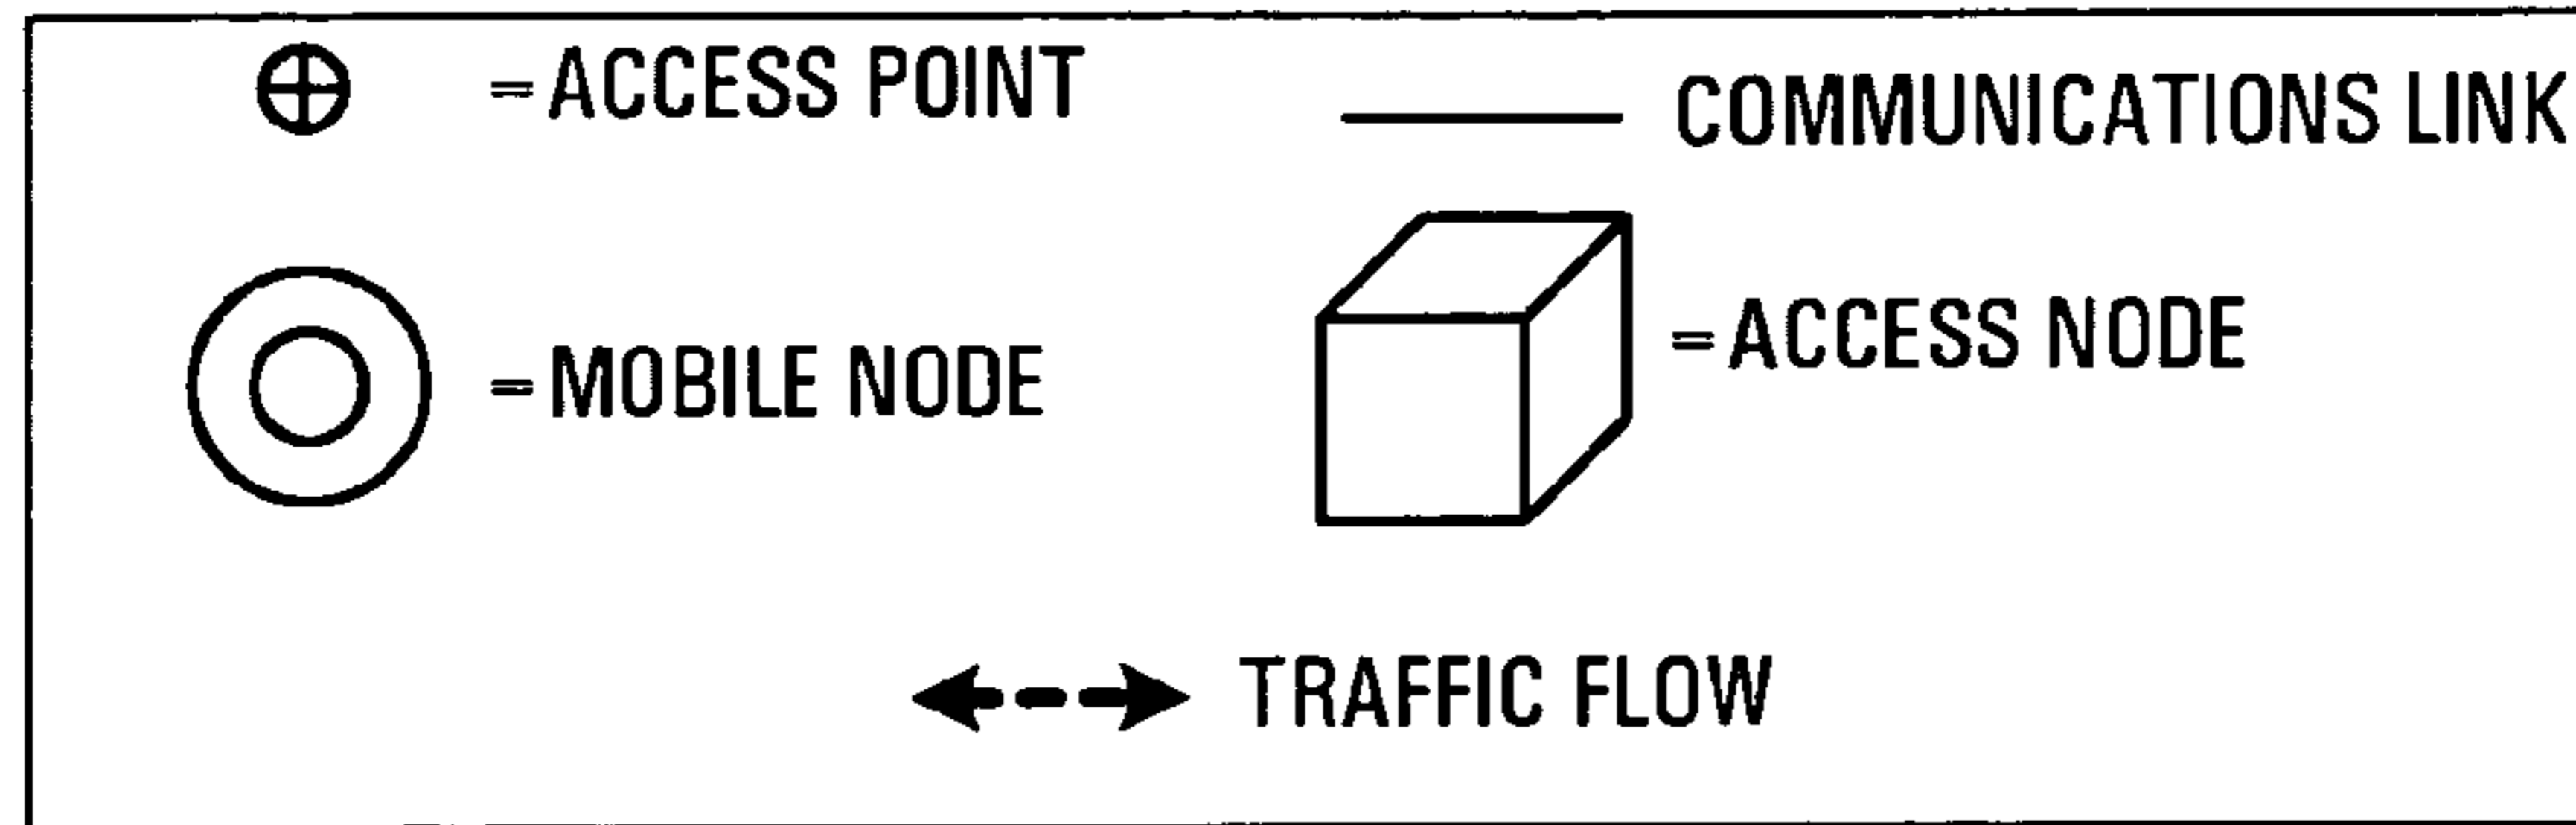 = ACCESS POINT
COMMUNICATIONS LINK
= MOBILE NODE
= ACCESS NODE
TRAFFIC FLOW